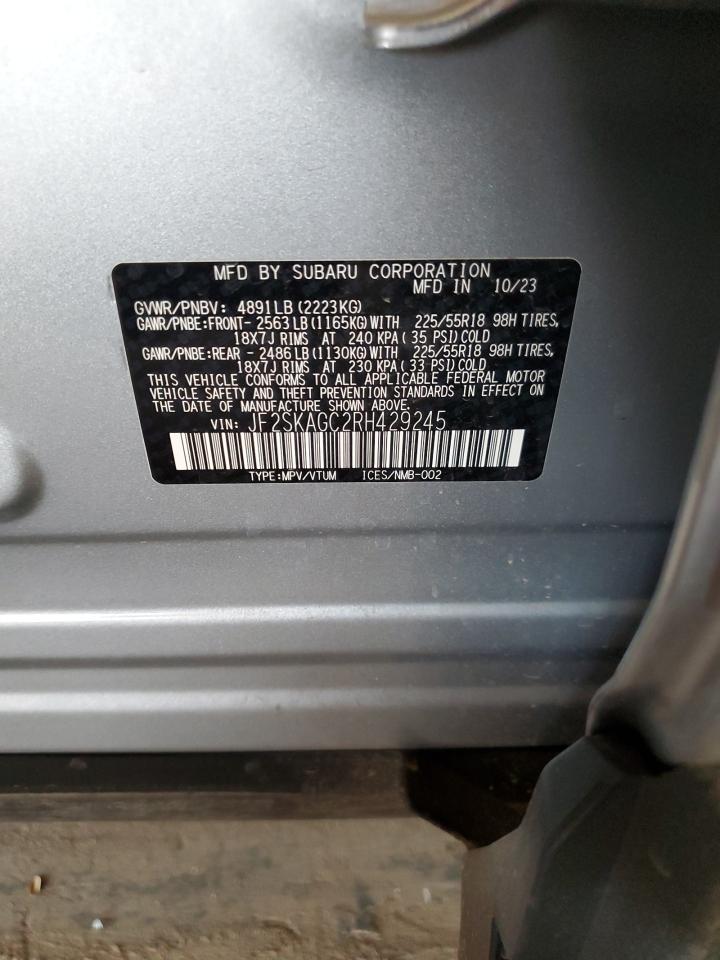 MFD BY SUBARU CORPORATION
MFD IN 10/23
GVWR/PNBV: 4891LB(2223KG)
GAWR/PNBE:FRONT- 2563LB(1165KG)WITH 225/55R18 98H TIRES,
18X7J RIMS AT 240 KPA( 35 PSI)COLD
GAWR/PNBE:REAR - 2486LB(1130KG)WITH 225/55R18 98H TIRES,
18X7J RIMS AT 230 KPA( 33 PSI)COLD
THIS VEHICLE CONFORMS TO ALL APPLICABLE FEDERAL MOTOR
VEHICLE SAFETY AND THEFT PREVENTION STANDARDS IN EFFECT ON
THE DATE OF MANUFACTURE SHOWN ABOVE.
VIN: JF2SKAGC2RH429245
TYPE:MPV/VTUM ICES/NMB-002